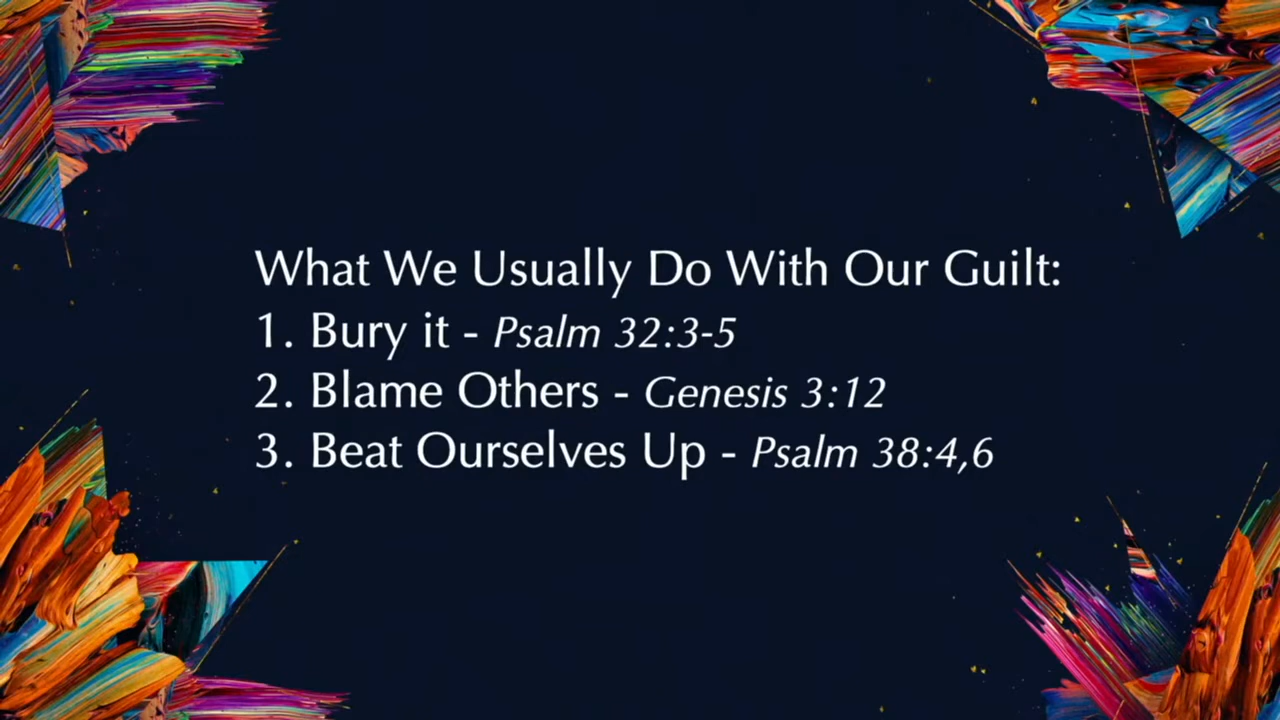 What We Usually Do With Our Guilt:
1. Bury it - Psalm 32:3-5
2. Blame Others - Genesis 3:12
3. Beat Ourselves Up - Psalm 38:4,6